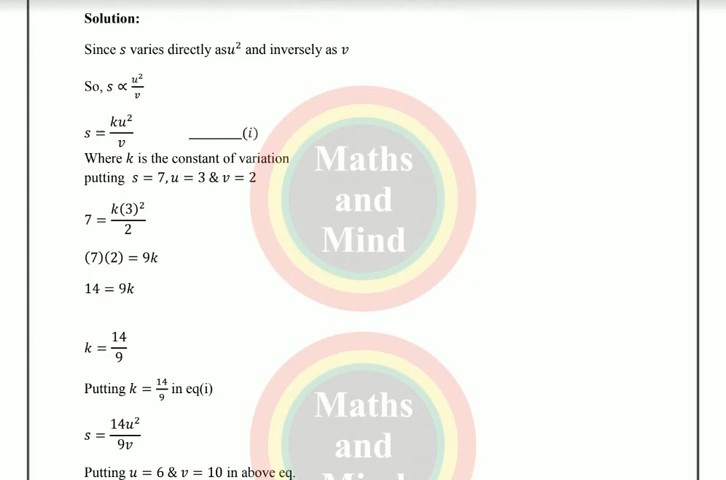 Solution:
Since s varies directly asu² and inversely as v
So, s ∝ u²/v
s = ku²/v ______(i)
Where k is the constant of variation
putting s = 7, u = 3 & v = 2
7 = k(3)²/2
(7)(2) = 9k
14 = 9k
k = 14/9
Putting k = 14/9 in eq(i)
s = 14u²/9v
Putting u = 6 & v = 10 in above eq.
Maths
and
Mind
Maths
and
Mind